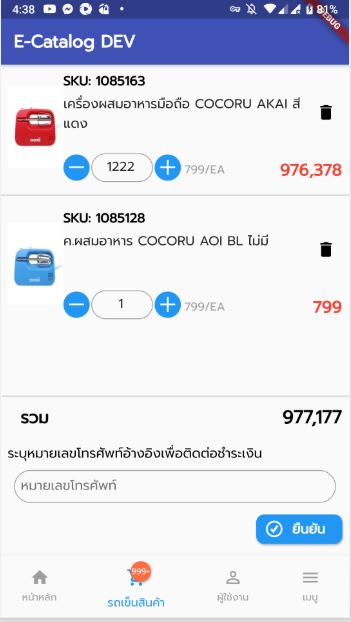 4:38
81%
DEBUG
E-Catalog DEV
SKU: 1085163
เครื่องผสมอาหารมือถือ COCORU AKAI สี
แดง
1222
799/EA
976,378
SKU: 1085128
ค.ผสมอาหาร COCORU AOI BL ไม่มี
1
799/EA
799
รวม
977,177
ระบุหมายเลขโทรศัพท์อ้างอิงเพื่อติดต่อชำระเงิน
หมายเลขโทรศัพท์
ยืนยัน
999+
หน้าหลัก
รถเข็นสินค้า
ผู้ใช้งาน
เมนู